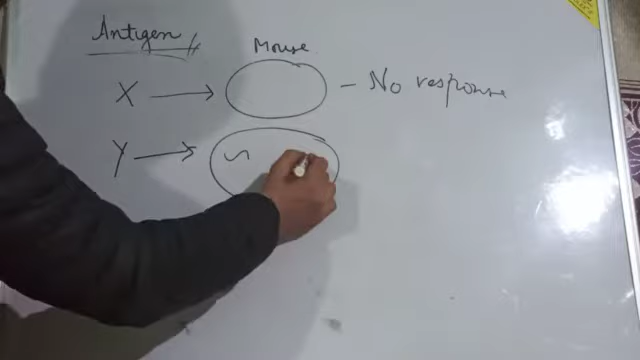 Antigen
Mouse
X → – No response
Y →